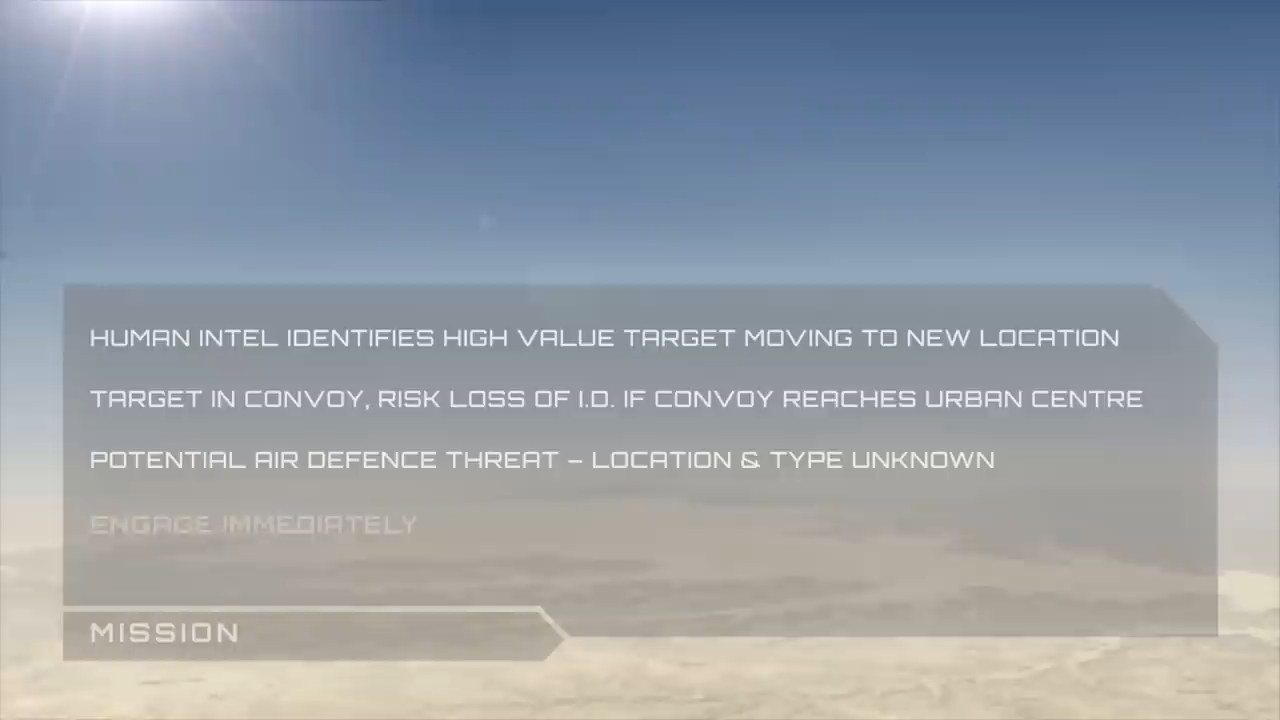 HUMAN INTEL IDENTIFIES HIGH VALUE TARGET MOVING TO NEW LOCATION
TARGET IN CONVOY, RISK LOSS OF I.D. IF CONVOY REACHES URBAN CENTRE
POTENTIAL AIR DEFENCE THREAT – LOCATION & TYPE UNKNOWN
ENGAGE IMMEDIATELY
MISSION